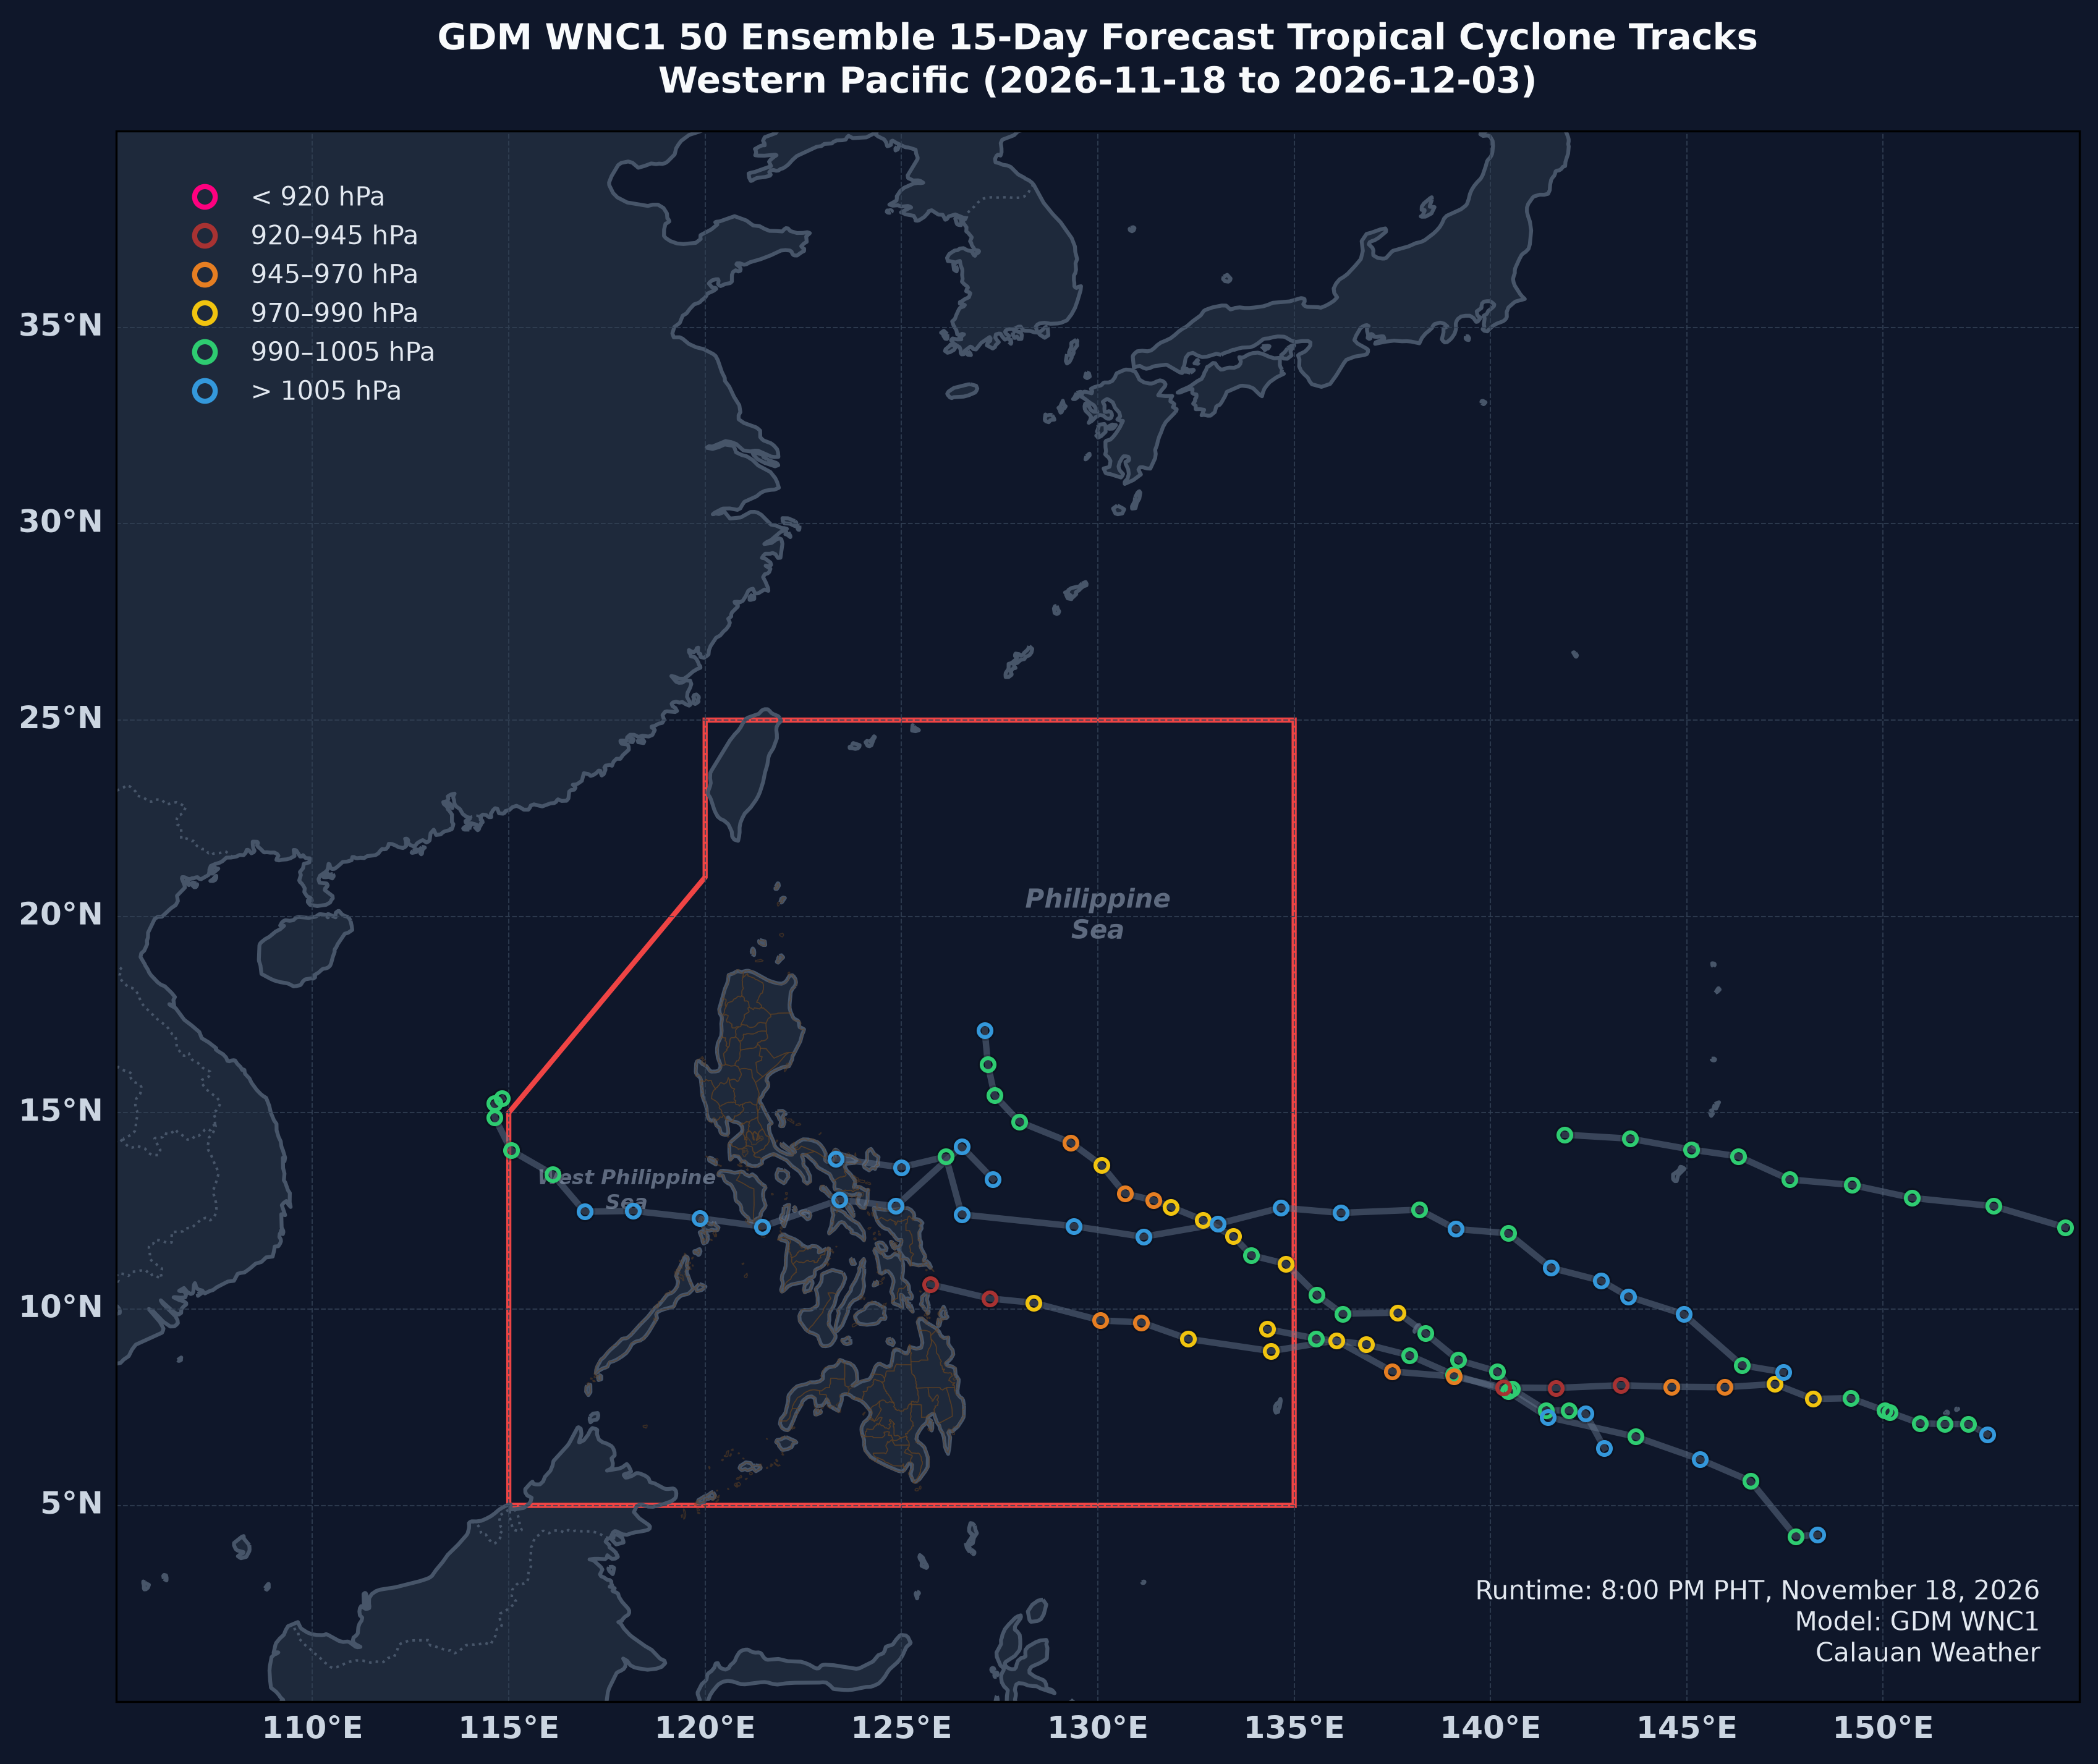 GDM WNC1 50 Ensemble 15-Day Forecast Tropical Cyclone Tracks
Western Pacific (2026-11-18 to 2026-12-03)
< 920 hPa
920–945 hPa
945–970 hPa
970–990 hPa
990–1005 hPa
> 1005 hPa
35°N
30°N
25°N
20°N
15°N
10°N
5°N
Philippine
Sea
West Philippine
Sea
Runtime: 8:00 PM PHT, November 18, 2026
Model: GDM WNC1
Calauan Weather
110°E
115°E
120°E
125°E
130°E
135°E
140°E
145°E
150°E